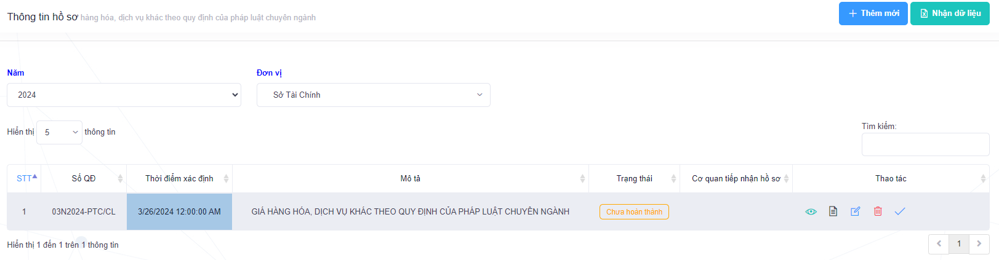 Thông tin hồ sơ hàng hóa, dịch vụ khác theo quy định của pháp luật chuyên ngành
Thêm mới
Nhận dữ liệu
Năm
Đơn vị
2024
Sở Tài Chính
Hiển thị 5 thông tin
Tìm kiếm:
STT Số QĐ Thời điểm xác định Mô tả Trạng thái Cơ quan tiếp nhận hồ sơ Thao tác
1 03N2024-PTC/CL 3/26/2024 12:00:00 AM GIÁ HÀNG HÓA, DỊCH VỤ KHÁC THEO QUY ĐỊNH CỦA PHÁP LUẬT CHUYÊN NGÀNH Chưa hoàn thành
Hiển thị 1 đến 1 trên 1 thông tin
1